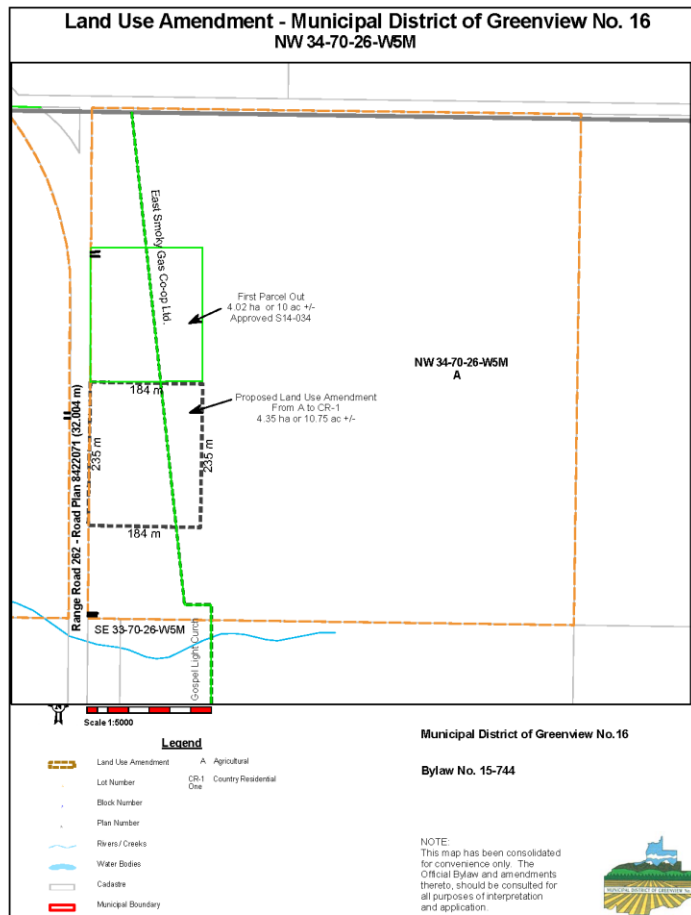 Land Use Amendment - Municipal District of Greenview No. 16
NW 34-70-26-W5M
East Smoky Gas Co-op Ltd.
First Parcel Out
4.02 ha or 10 ac +/-
Approved S14-034
NW 34-70-26-W5M
A
184 m
Proposed Land Use Amendment
From A to CR-1
4.35 ha or 10.75 ac +/-
235 m
235 m
184 m
Range Road 262 - Road Plan 8422071 (32.004 m)
SE 33-70-26-W5M
Gospel Light Curch
N
Scale 1:5000
Legend
Land Use Amendment
A Agricultural
Lot Number
CR-1 Country Residential
One
Block Number
Plan Number
Rivers / Creeks
Water Bodies
Cadastre
Municipal Boundary
Municipal District of Greenview No.16
Bylaw No. 15-744
NOTE:
This map has been consolidated
for convenience only. The
Official Bylaw and amendments
thereto, should be consulted for
all purposes of interpretation
and application.
MUNICIPAL DISTRICT OF GREENVIEW No.